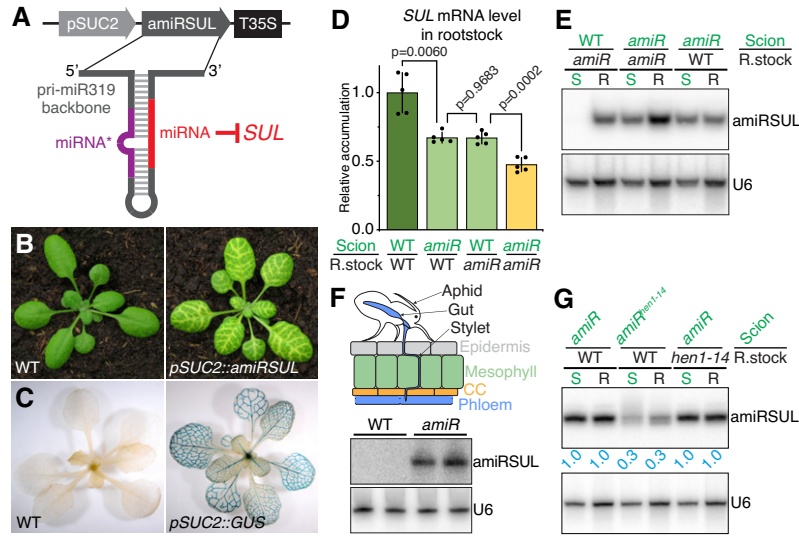 A
pSUC2
amiRSUL
T35S
5’
3’
pri-miR319
backbone
miRNA*
miRNA
SUL
B
WT
pSUC2::amiRSUL
C
WT
pSUC2::GUS
D
SUL mRNA level
in rootstock
p=0.0060
p=0.9683
p=0.0002
Relative accumulation
1.0
0.5
0.0
1.0
Scion WT amiR WT amiR
R.stock WT WT amiR amiR
E
WT amiR amiR Scion
amiR amiR WT R.stock
S R S R S R
amiRSUL
U6
F
Aphid
Gut
Stylet
Epidermis
Mesophyll
CC
Phloem
WT amiR
amiRSUL
U6
G
amiR amiRhen1-14 amiR Scion
WT WT hen1-14 R.stock
S R S R S R
amiRSUL
1.0 1.0 0.3 0.3 1.0 1.0
U6